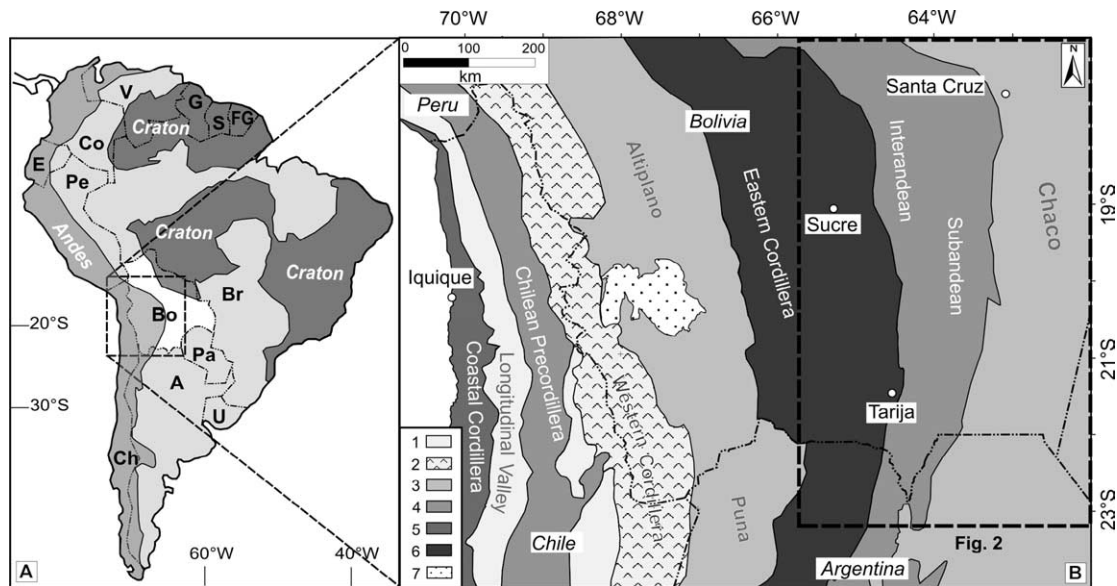 70°W
68°W
66°W
64°W
0
100
200
km
N
V
G
S
FG
Craton
Co
E
Pe
Craton
Craton
Andes
Br
Bo
20°S
Pa
A
30°S
U
Ch
60°W
40°W
A
Peru
Bolivia
Santa Cruz
Altiplano
Eastern Cordillera
Interandean
Subandean
Chaco
Sucre
Iquique
Coastal Cordillera
Longitudinal Valley
Chilean Precordillera
Western Cordillera
Tarija
Puna
Chile
Argentina
Fig. 2
B
1
2
3
4
5
6
7
19°S
21°S
23°S